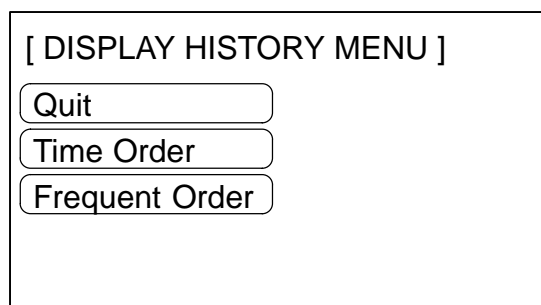 [ DISPLAY HISTORY MENU ]
Quit
Time Order
Frequent Order